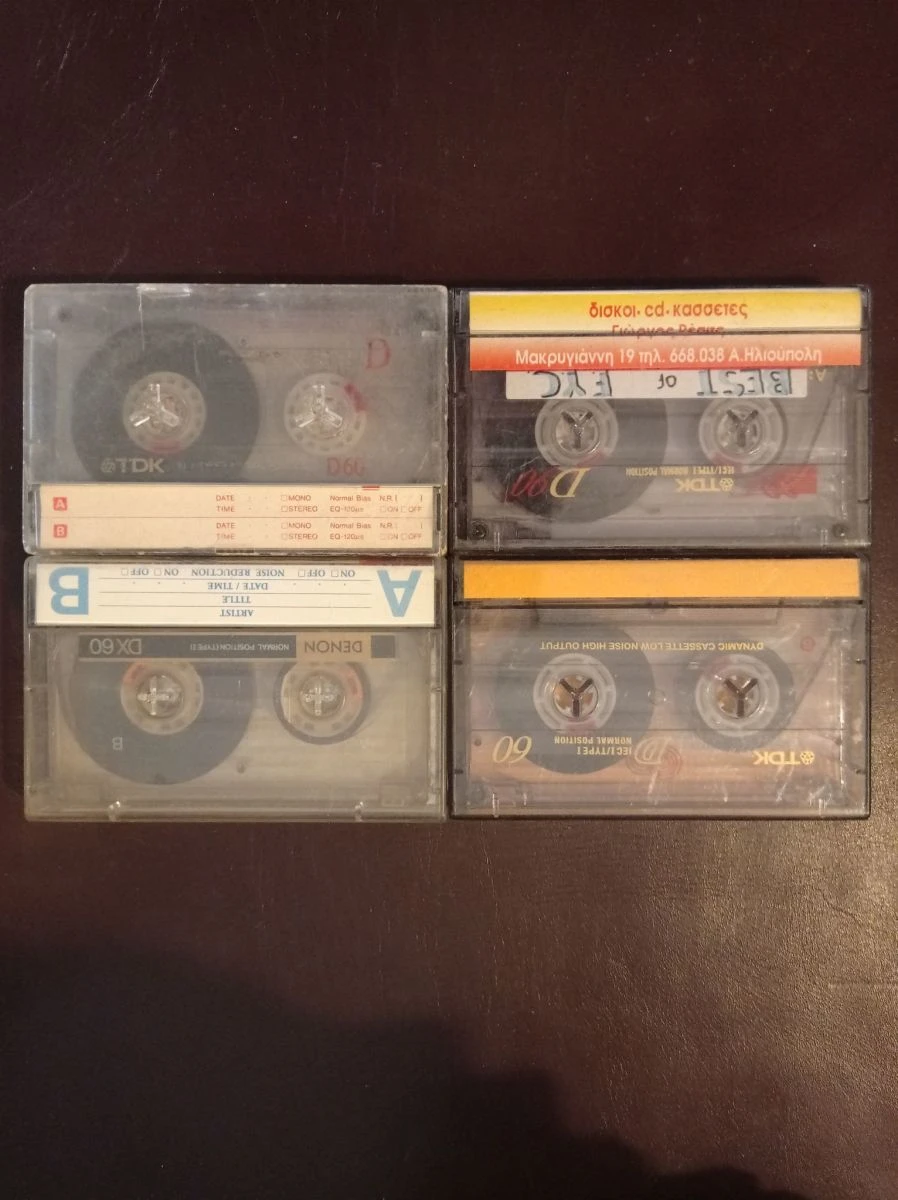 D
TDK
D60
A DATE MONO Normal Bias N.R. [ ]
TIME STEREO EQ-120μs ON OFF
B DATE MONO Normal Bias N.R. [ ]
TIME STEREO EQ-120μs ON OFF
δισκοι· cd· κασσετες
Μακρυγιάννη 19 τηλ. 668.038 Α.Ηλιούπολη
BEST OF E.Y.C.
A
TDK IEC I/TYPE I NORMAL POSITION D90
A B
ARTIST
TITLE
DATE / TIME
NOISE REDUCTION ON OFF ON OFF
DENON NORMAL POSITION (TYPE I) DX 60
B
DYNAMIC CASSETTE LOW NOISE HIGH OUTPUT
TDK D IEC I/TYPE I
NORMAL POSITION 60